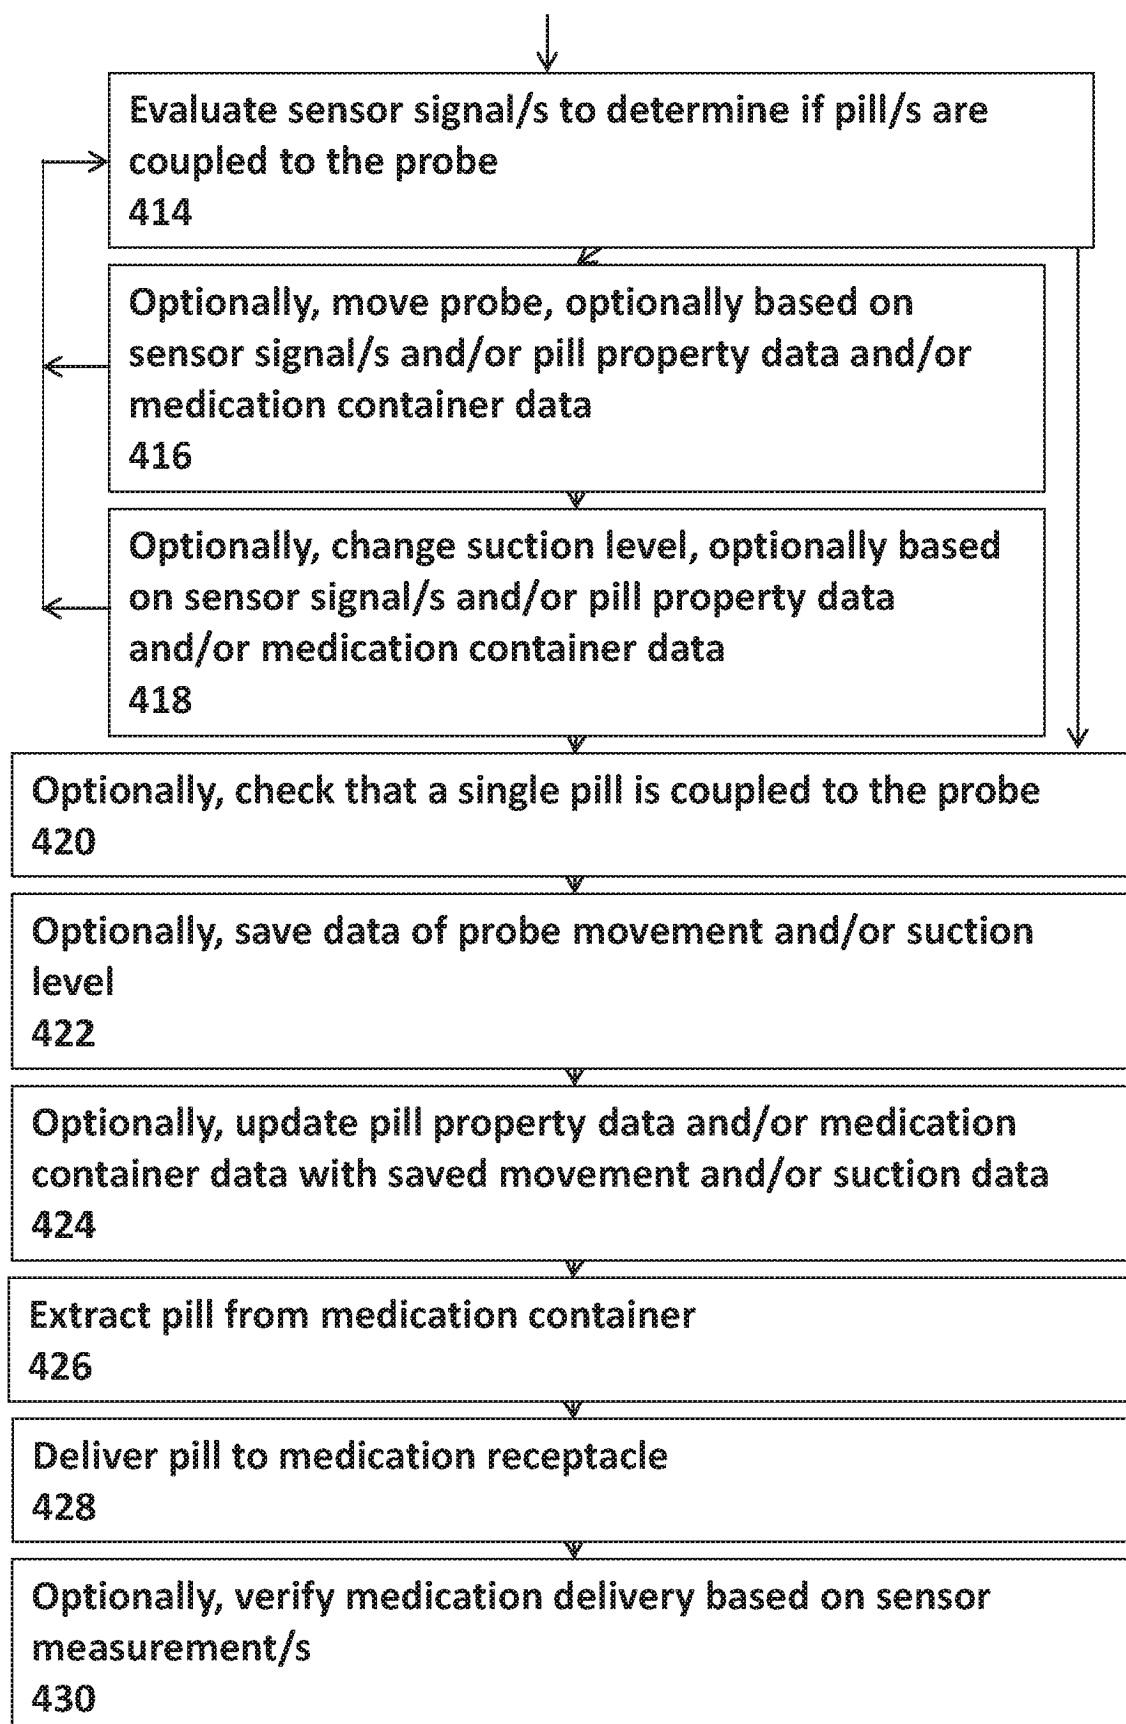 Evaluate sensor signal/s to determine if pill/s are
coupled to the probe
414
Optionally, move probe, optionally based on
sensor signal/s and/or pill property data and/or
medication container data
416
Optionally, change suction level, optionally based
on sensor signal/s and/or pill property data
and/or medication container data
418
Optionally, check that a single pill is coupled to the probe
420
Optionally, save data of probe movement and/or suction
level
422
Optionally, update pill property data and/or medication
container data with saved movement and/or suction data
424
Extract pill from medication container
426
Deliver pill to medication receptacle
428
Optionally, verify medication delivery based on sensor
measurement/s
430